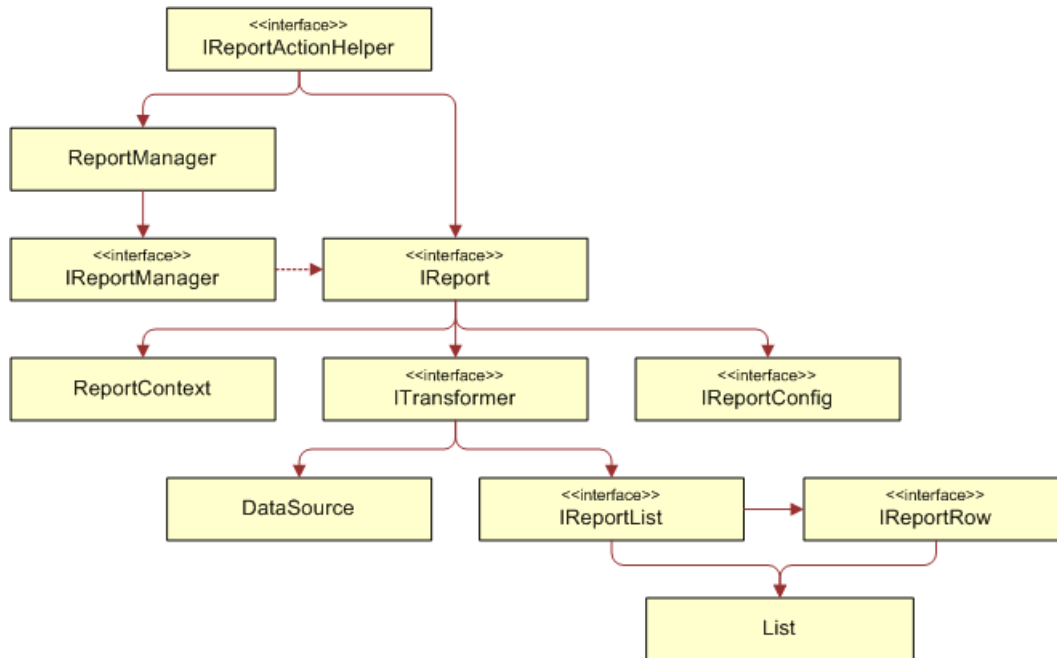 <<interface>>
IReportActionHelper
ReportManager
<<interface>>
IReportManager
<<interface>>
IReport
ReportContext
<<interface>>
ITransformer
<<interface>>
IReportConfig
DataSource
<<interface>>
IReportList
<<interface>>
IReportRow
List